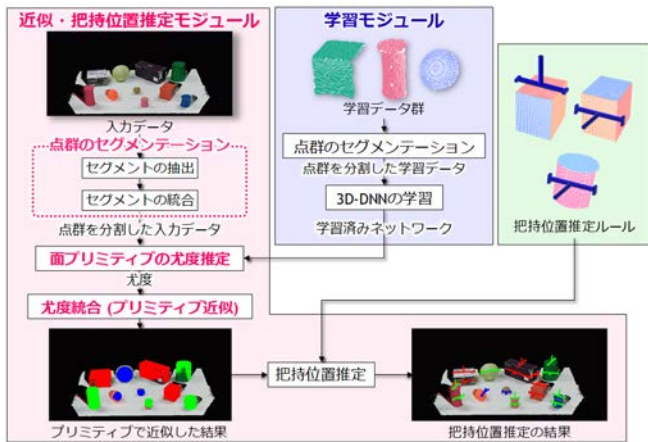 近似・把持位置推定モジュール
入力データ
点群のセグメンテーション
セグメントの抽出
セグメントの統合
点群を分割した入力データ
面プリミティブの尤度推定
尤度
尤度統合 (プリミティブ近似)
プリミティブで近似した結果
学習モジュール
学習データ群
点群のセグメンテーション
点群を分割した学習データ
3D-DNNの学習
学習済みネットワーク
把持位置推定ルール
把持位置推定
把持位置推定の結果